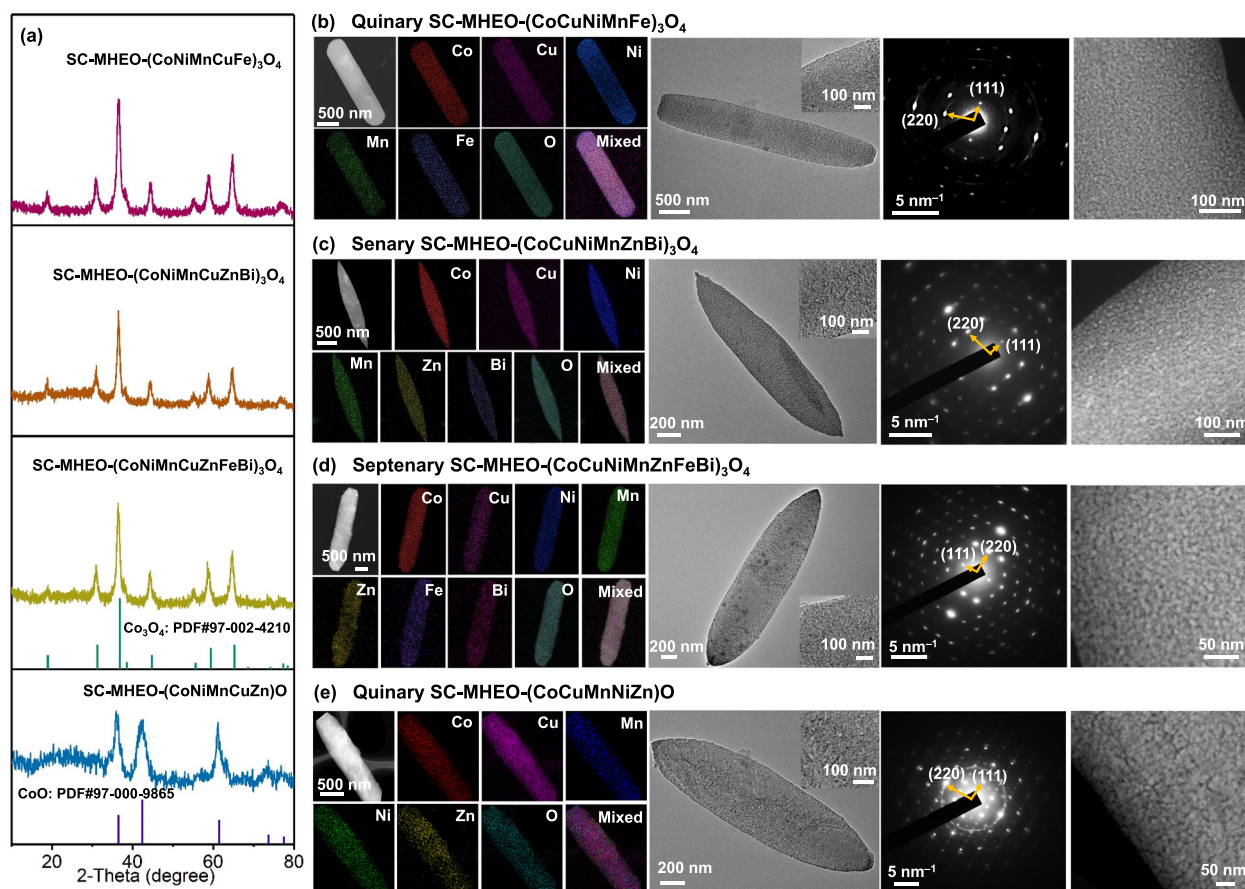 (a)
SC-MHEO-(CoNiMnCuFe)₃O₄
SC-MHEO-(CoNiMnCuZnBi)₃O₄
SC-MHEO-(CoNiMnCuZnFeBi)₃O₄
Co₃O₄: PDF#97-002-4210
SC-MHEO-(CoNiMnCuZn)O
CoO: PDF#97-000-9865
20 40 60 80
2-Theta (degree)
(b) Quinary SC-MHEO-(CoCuNiMnFe)₃O₄
500 nm
Co
Cu
Ni
Mn
Fe
O
Mixed
500 nm
100 nm
(111)
(220)
5 nm⁻¹
100 nm
(c) Senary SC-MHEO-(CoCuNiMnZnBi)₃O₄
500 nm
Co
Cu
Ni
Mn
Zn
Bi
O
Mixed
200 nm
100 nm
(220)
(111)
5 nm⁻¹
100 nm
(d) Septenary SC-MHEO-(CoCuNiMnZnFeBi)₃O₄
500 nm
Co
Cu
Ni
Mn
Zn
Fe
Bi
O
Mixed
200 nm
100 nm
(111)
(220)
5 nm⁻¹
50 nm
(e) Quinary SC-MHEO-(CoCuMnNiZn)O
500 nm
Co
Cu
Mn
Ni
Zn
O
Mixed
200 nm
100 nm
(220)
(111)
5 nm⁻¹
50 nm